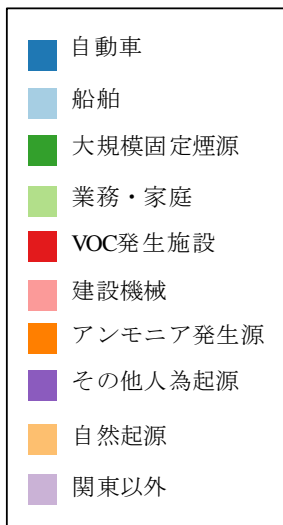 自動車
船舶
大規模固定煙源
業務・家庭
VOC発生施設
建設機械
アンモニア発生源
その他人為起源
自然起源
関東以外